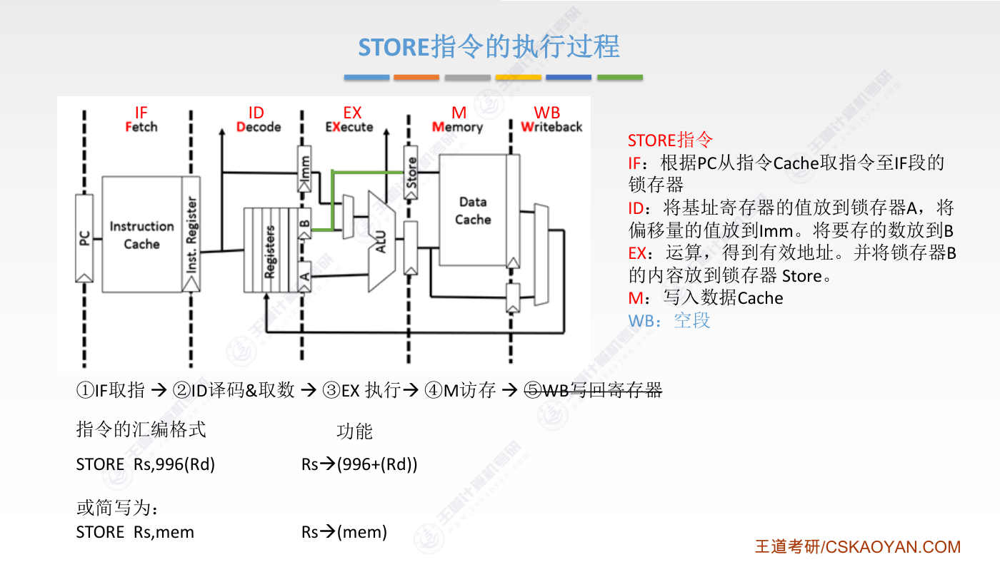 STORE指令的执行过程
IF ID EX M WB
Fetch Decode EXecute Memory Writeback
PC
Instruction
Cache
Inst. Register
Registers
Imm
B
A
ALU
Store
Data
Cache
STORE指令
IF：根据PC从指令Cache取指令至IF段的
锁存器
ID：将基址寄存器的值放到锁存器A，将
偏移量的值放到Imm。将要存的数放到B
EX：运算，得到有效地址。并将锁存器B
的内容放到锁存器 Store。
M：写入数据Cache
WB：空段
①IF取指 → ②ID译码&取数 → ③EX 执行→ ④M访存 → ⑤WB写回寄存器
指令的汇编格式 功能
STORE Rs,996(Rd) Rs→(996+(Rd))
或简写为：
STORE Rs,mem Rs→(mem)
王道考研/CSKAOYAN.COM